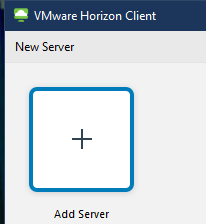 VMware Horizon Client
New Server
Add Server